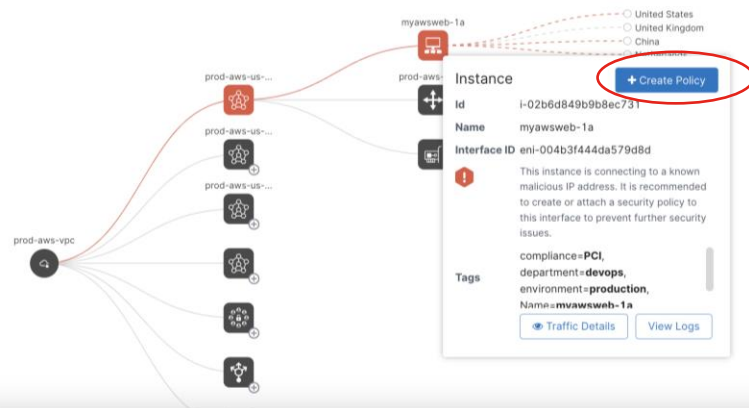 myawsweb-1a
United States
United Kingdom
China
prod-aws-us-...
prod-aws-
Instance
+ Create Policy
Id i-02b6d849b9b8ec731
Name myawsweb-1a
Interface ID eni-004b3f444da579d8d
This instance is connecting to a known
malicious IP address. It is recommended
to create or attach a security policy to
this interface to prevent further security
issues.
Tags
compliance=PCI,
department=devops,
environment=production,
Name=myawsweb-1a
Traffic Details
View Logs
prod-aws-us-...
prod-aws-us-...
prod-aws-vpc